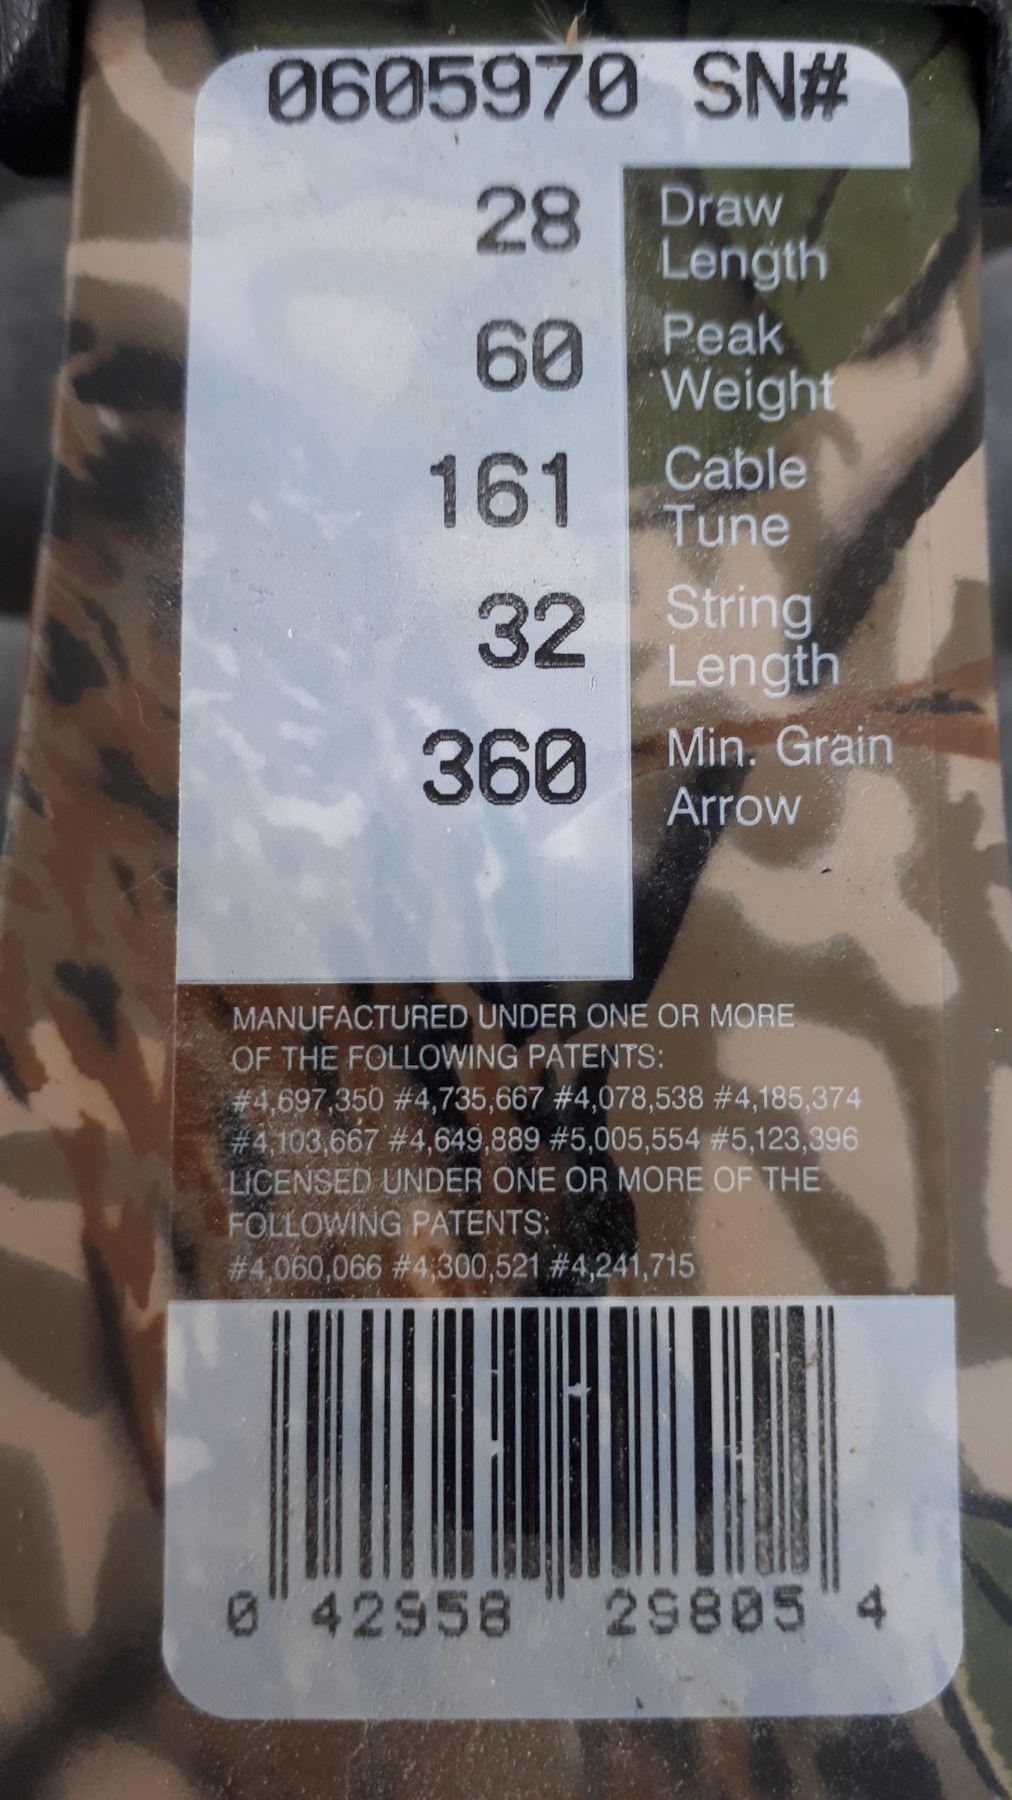 0605970 SN#
28 Draw Length
60 Peak Weight
161 Cable Tune
32 String Length
360 Min. Grain Arrow
MANUFACTURED UNDER ONE OR MORE
OF THE FOLLOWING PATENTS:
#4,697,350 #4,735,667 #4,078,538 #4,185,374
#4,103,667 #4,649,889 #5,005,554 #5,123,396
LICENSED UNDER ONE OR MORE OF THE
FOLLOWING PATENTS:
#4,060,066 #4,300,521 #4,241,715
0 42958 29805 4